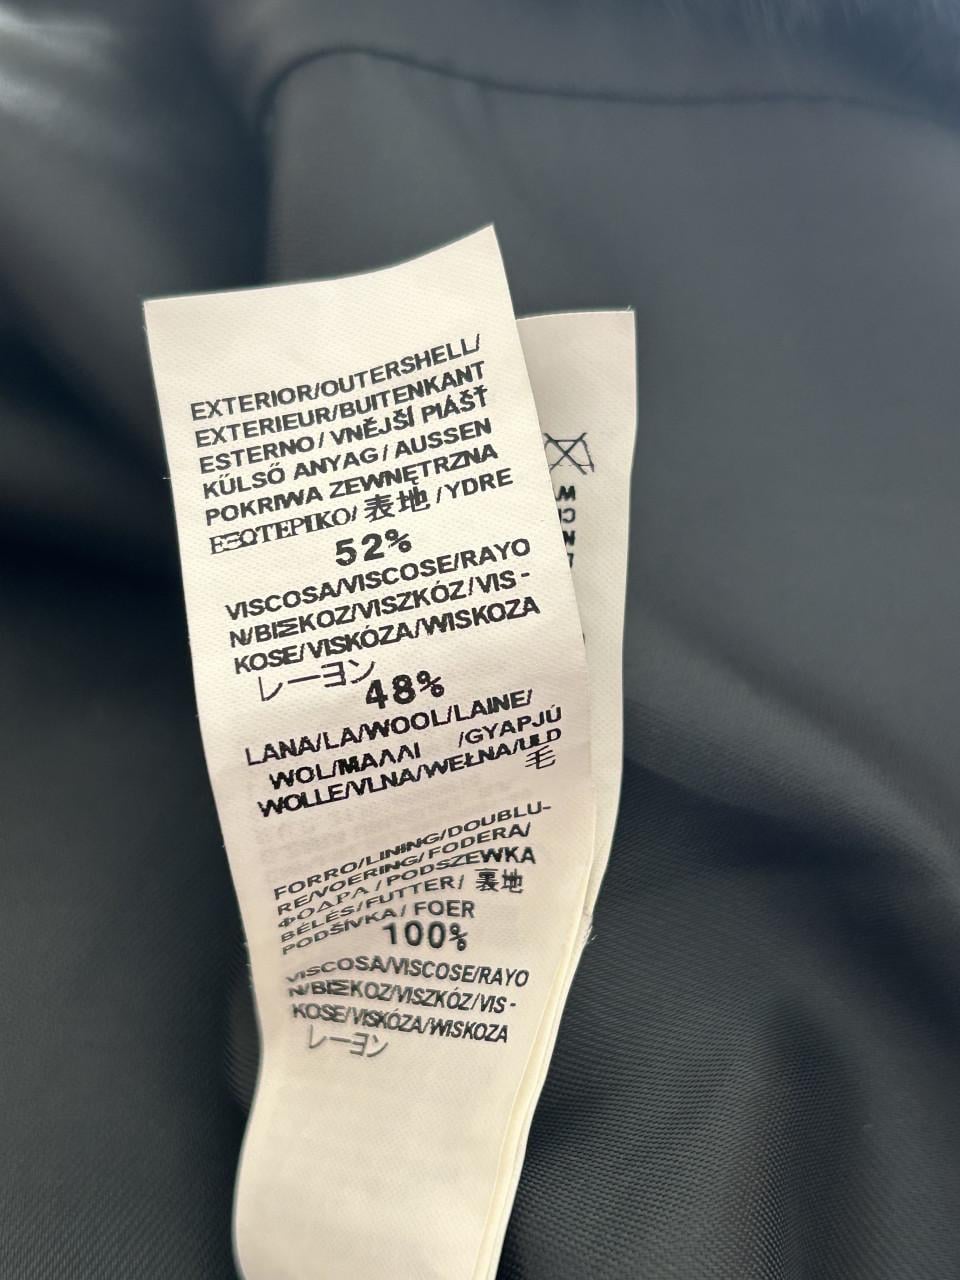 EXTERIOR/OUTERSHELL/
EXTERIEUR/BUITENKANT
ESTERNO/VNĚJŠÍ PIÁŠŤ
KŰLSŐ ANYAG/AUSSEN
POKRIWA ZEWNĘTRZNA
ΕΞΩΤΕΡΙΚΟ/表地/YDRE
52%
VISCOSA/VISCOSE/RAYO
N/ΒΙΣΚΟΖ/VISZKÓZ/VIS-
KOSE/VISKÓZA/WISKOZA
レーヨン
48%
LANA/LA/WOOL/LAINE/
WOL/ΜΑΛΛΙ /GYAPJÚ
WOLLE/VLNA/WEŁNA/ULD
毛
FORRO/LINING/DOUBLU-
RE/VOERING/FODERA/
ΦΟΔΡΑ/PODSZEWKA
BÉLÉS/FUTTER/ 裏地
PODŠÍVKA/FOER
100%
VISCOSA/VISCOSE/RAYO
N/ΒΙΣΚΟΖ/VISZKÓZ/VIS-
KOSE/VISKÓZA/WISKOZA
レーヨン